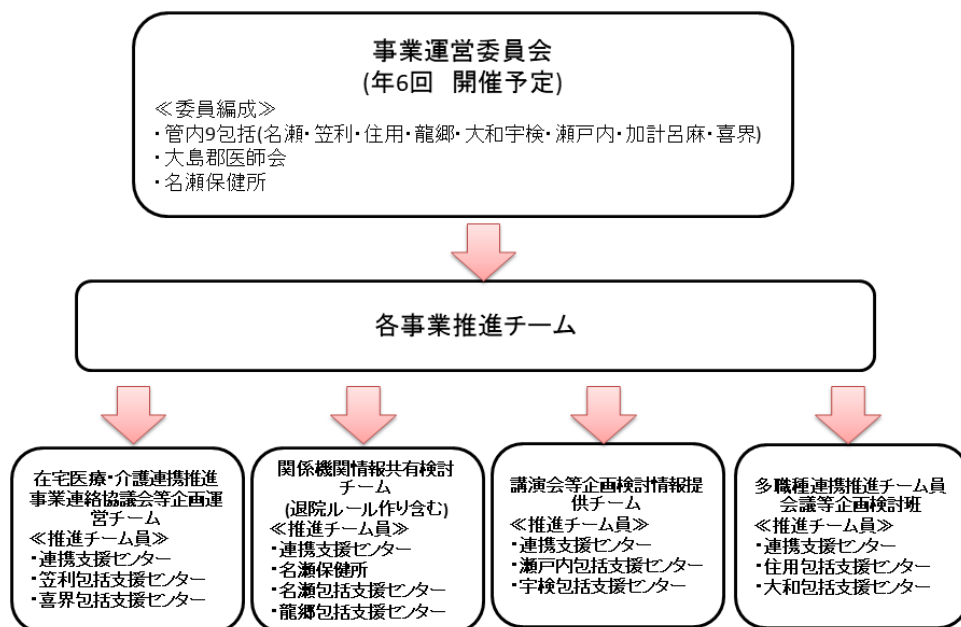 事業運営委員会
(年6回　開催予定)
≪委員編成≫
・管内9包括(名瀬・笠利・住用・龍郷・大和宇検・瀬戸内・加計呂麻・喜界)
・大島郡医師会
・名瀬保健所
各事業推進チーム
在宅医療・介護連携推進
事業連絡協議会等企画運
営チーム
≪推進チーム員≫
・連携支援センター
・笠利包括支援センター
・喜界包括支援センター
関係機関情報共有検討
チーム
(退院ルール作り含む)
≪推進チーム員≫
・連携支援センター
・名瀬保健所
・名瀬包括支援センター
・龍郷包括支援センター
講演会等企画検討情報提
供チーム
≪推進チーム員≫
・連携支援センター
・瀬戸内包括支援センター
・宇検包括支援センター
多職種連携推進チーム員
会議等企画検討班
≪推進チーム員≫
・連携支援センター
・住用包括支援センター
・大和包括支援センター